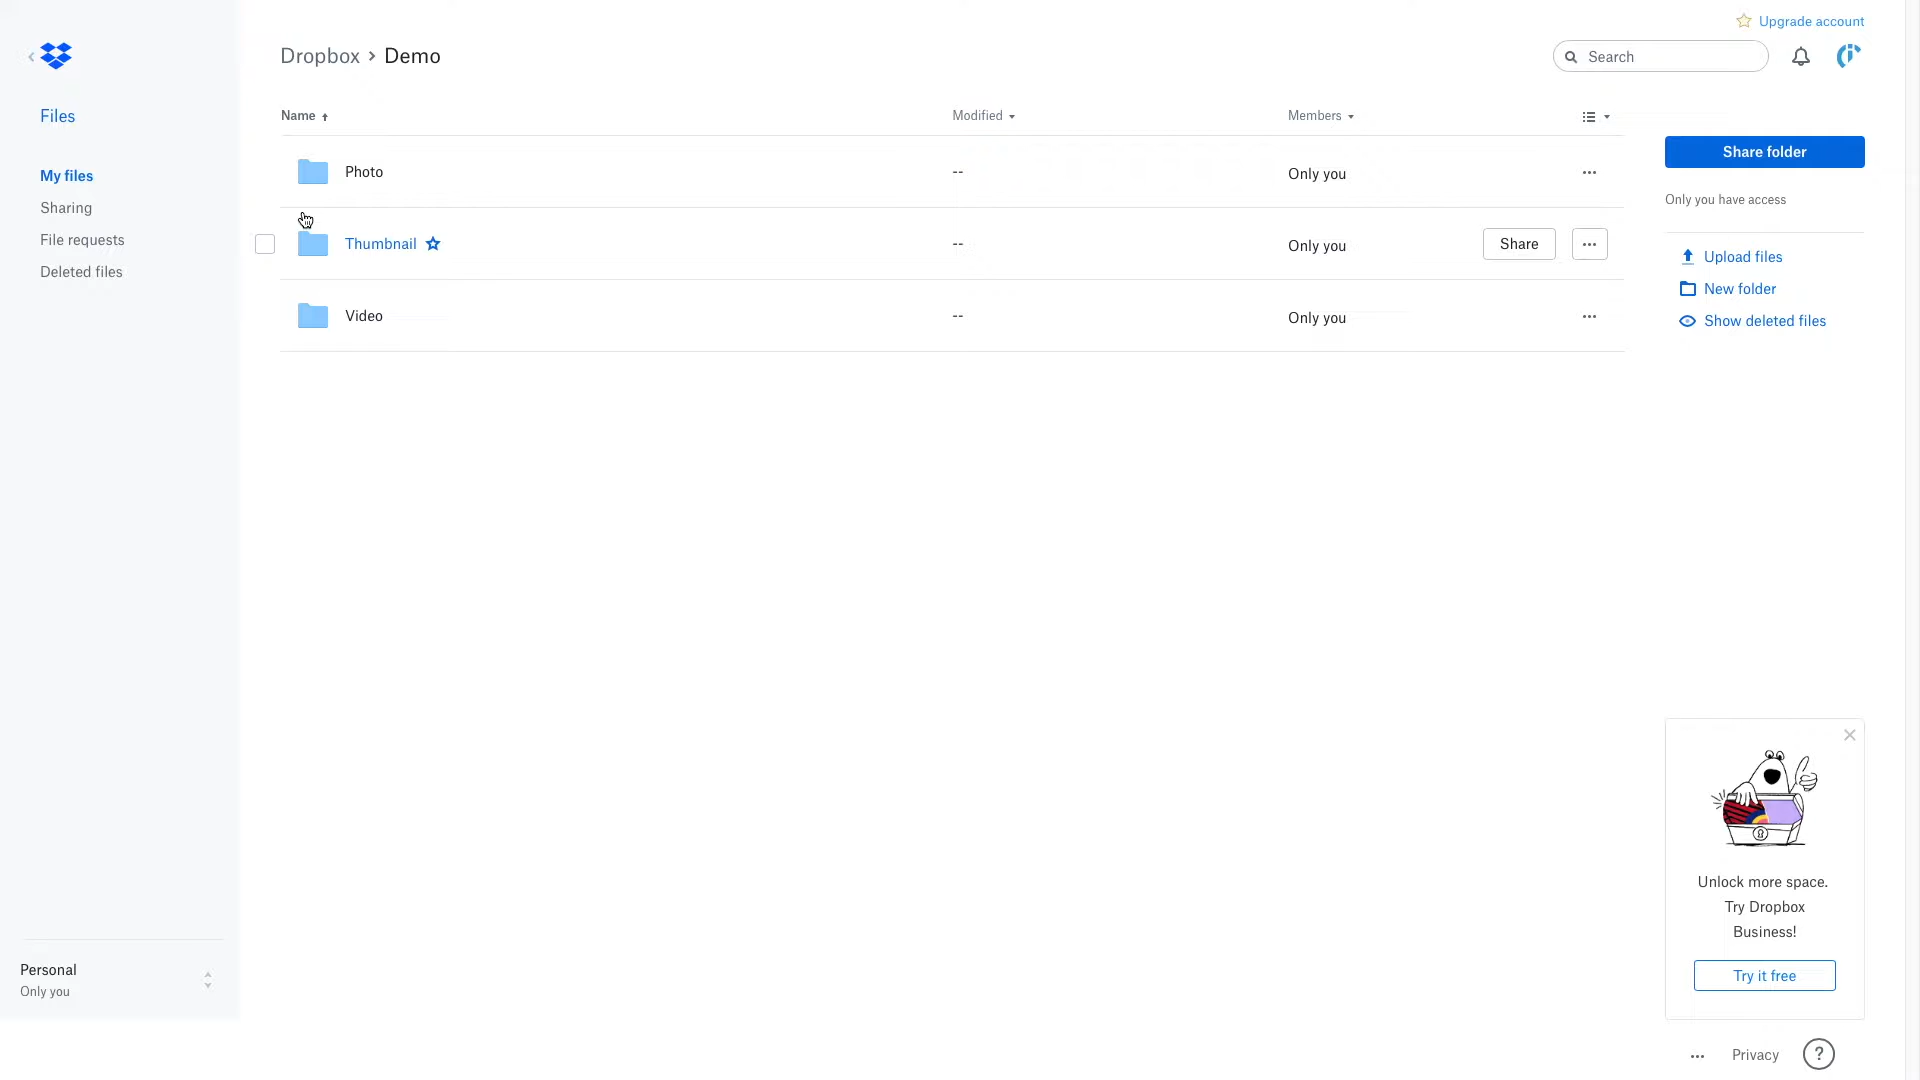 Upgrade account
Dropbox › Demo
Search
Files
My files
Sharing
File requests
Deleted files
Name Modified Members
Photo -- Only you
Thumbnail -- Only you Share
Video -- Only you
Share folder
Only you have access
Upload files
New folder
Show deleted files
Unlock more space.
Try Dropbox
Business!
Try it free
Personal
Only you
Privacy ?